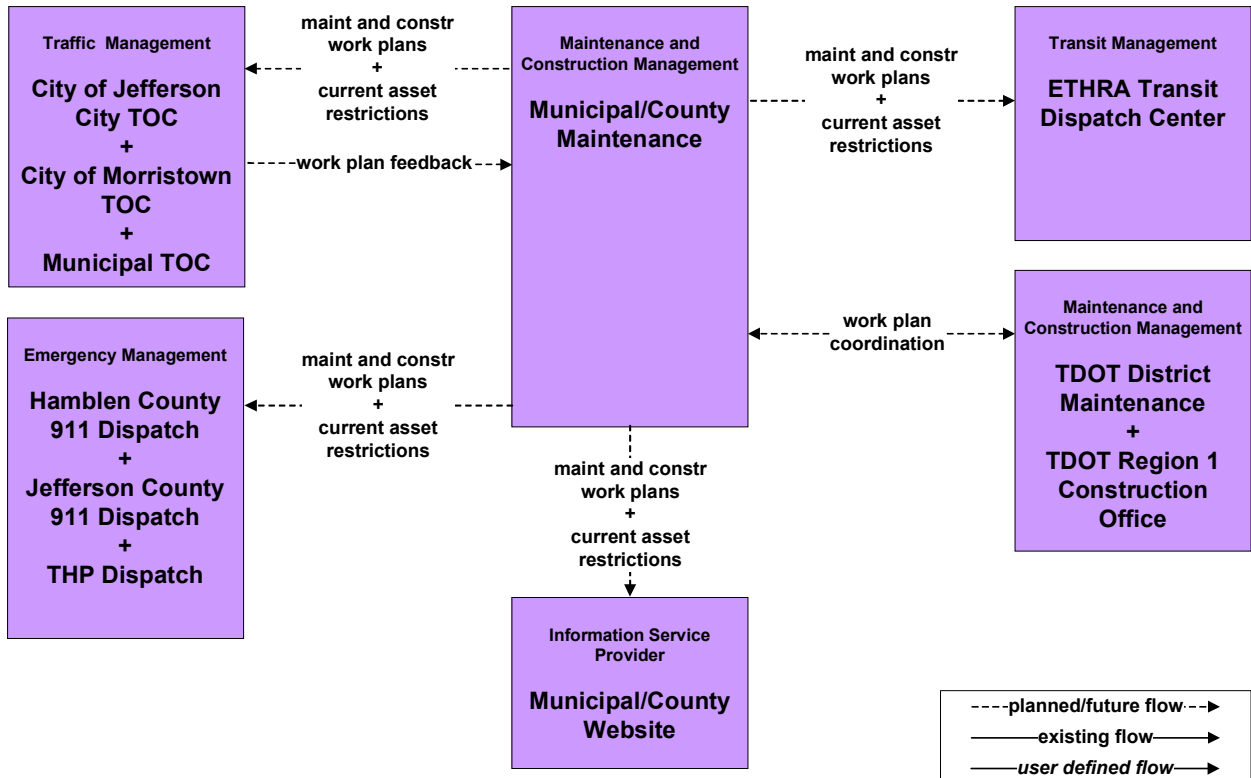 Traffic Management
City of Jefferson
City TOC
+
City of Morristown
TOC
+
Municipal TOC
maint and constr
work plans
+
current asset
restrictions
work plan feedback
Maintenance and
Construction Management
Municipal/County
Maintenance
maint and constr
work plans
+
current asset
restrictions
Transit Management
ETHRA Transit
Dispatch Center
Emergency Management
Hamblen County
911 Dispatch
+
Jefferson County
911 Dispatch
+
THP Dispatch
maint and constr
work plans
+
current asset
restrictions
work plan
coordination
Maintenance and
Construction Management
TDOT District
Maintenance
+
TDOT Region 1
Construction
Office
maint and constr
work plans
+
current asset
restrictions
Information Service
Provider
Municipal/County
Website
planned/future flow
existing flow
user defined flow